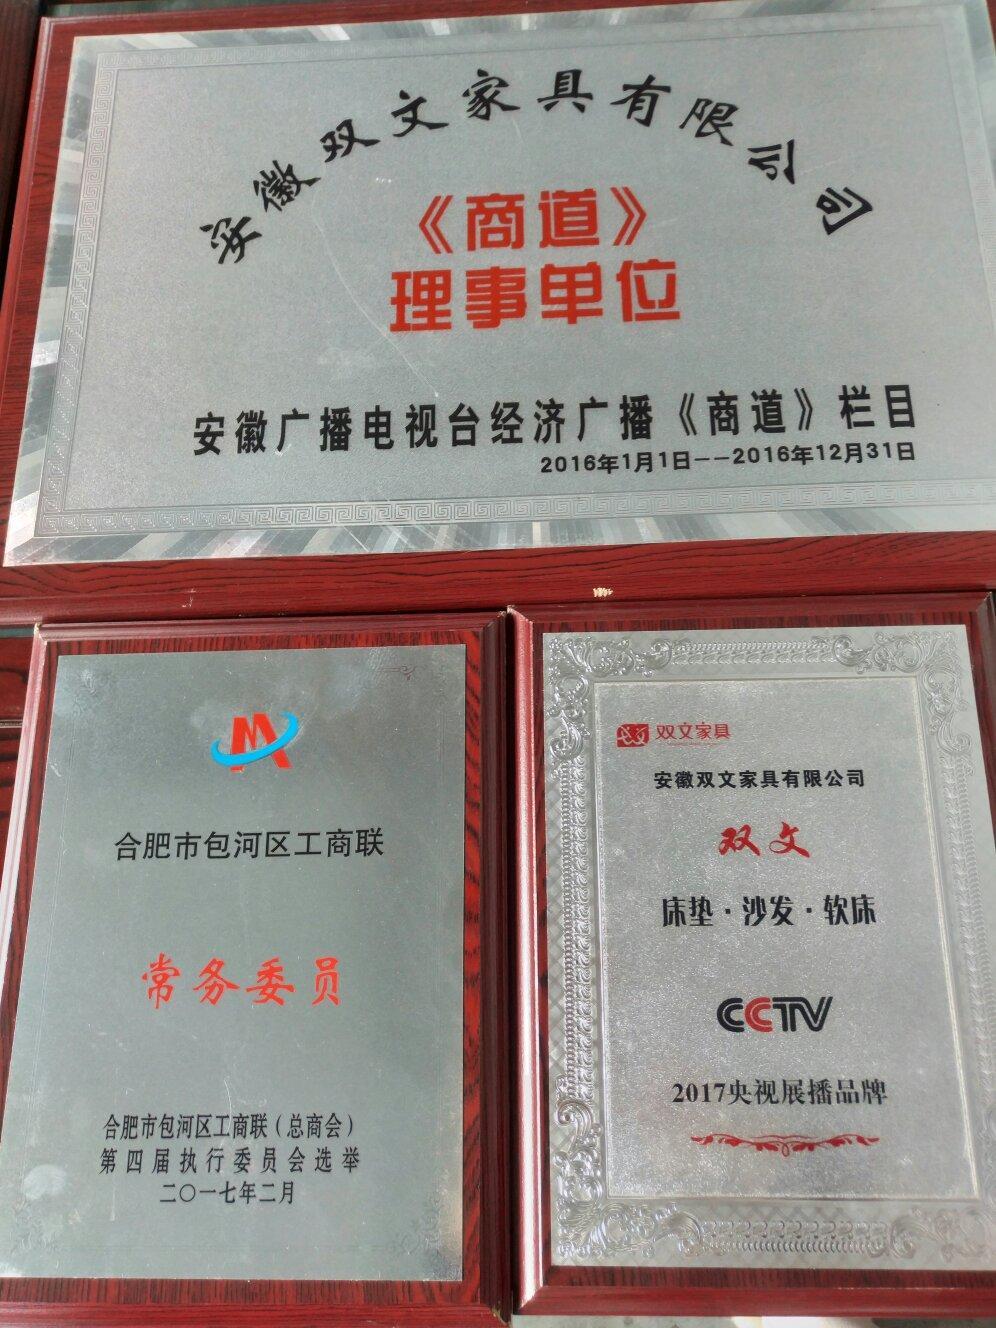 安徽双文家具有限公司
《商道》
理事单位
安徽广播电视台经济广播《商道》栏目
2016年1月1日--2016年12月31日
合肥市包河区工商联
常务委员
合肥市包河区工商联(总商会)
第四届执行委员会选举
二〇一七年二月
双文家具
安徽双文家具有限公司
双文
床垫·沙发·软床
CCTV
2017央视展播品牌